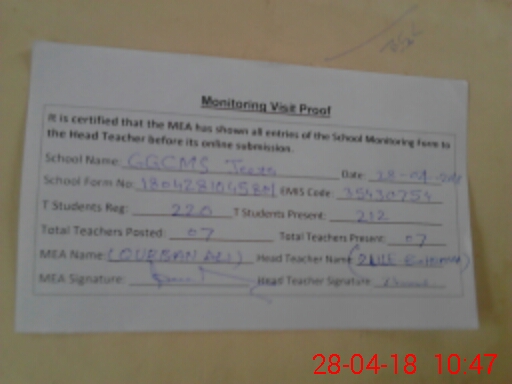 Monitoring Visit Proof
It is certified that the MEA has shown all entries of the School Monitoring Form to
the Head Teacher before its online submission.
School Name: GGCMS Date: 28-04-
School Form No: EMIS Code: 35430754
T Students Reg: 220 T Students Present: 212
Total Teachers Posted: 07 Total Teachers Present: 07
MEA Name: (QURBAN ALI) Head Teacher Name:
MEA Signature: Head Teacher Signature:
28-04-18 10:47